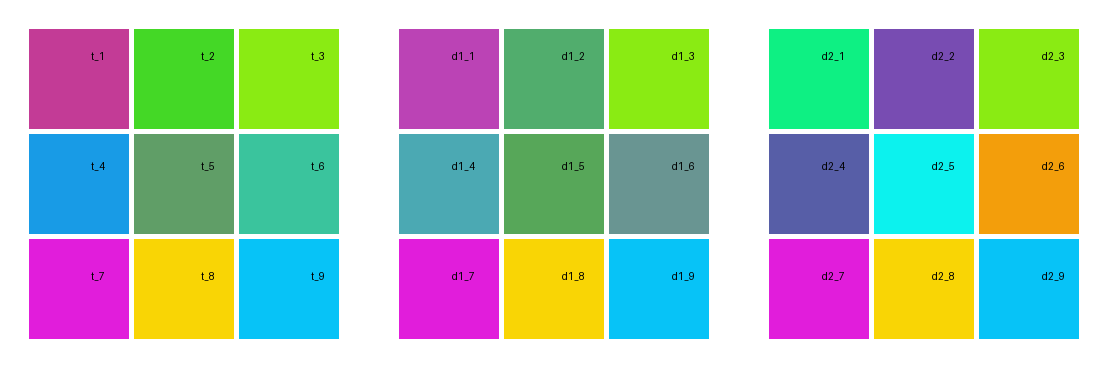 t_1 t_2 t_3 d1_1 d1_2 d1_3 d2_1 d2_2 d2_3
t_4 t_5 t_6 d1_4 d1_5 d1_6 d2_4 d2_5 d2_6
t_7 t_8 t_9 d1_7 d1_8 d1_9 d2_7 d2_8 d2_9